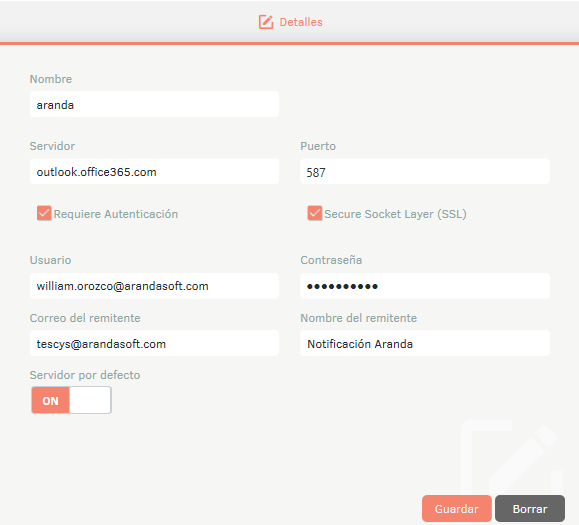 Detalles
Nombre
aranda
Servidor Puerto
outlook.office365.com 587
Requiere Autenticación Secure Socket Layer (SSL)
Usuario Contraseña
william.orozco@arandasoft.com ••••••••••
Correo del remitente Nombre del remitente
tescys@arandasoft.com Notificación Aranda
Servidor por defecto
ON
Guardar Borrar